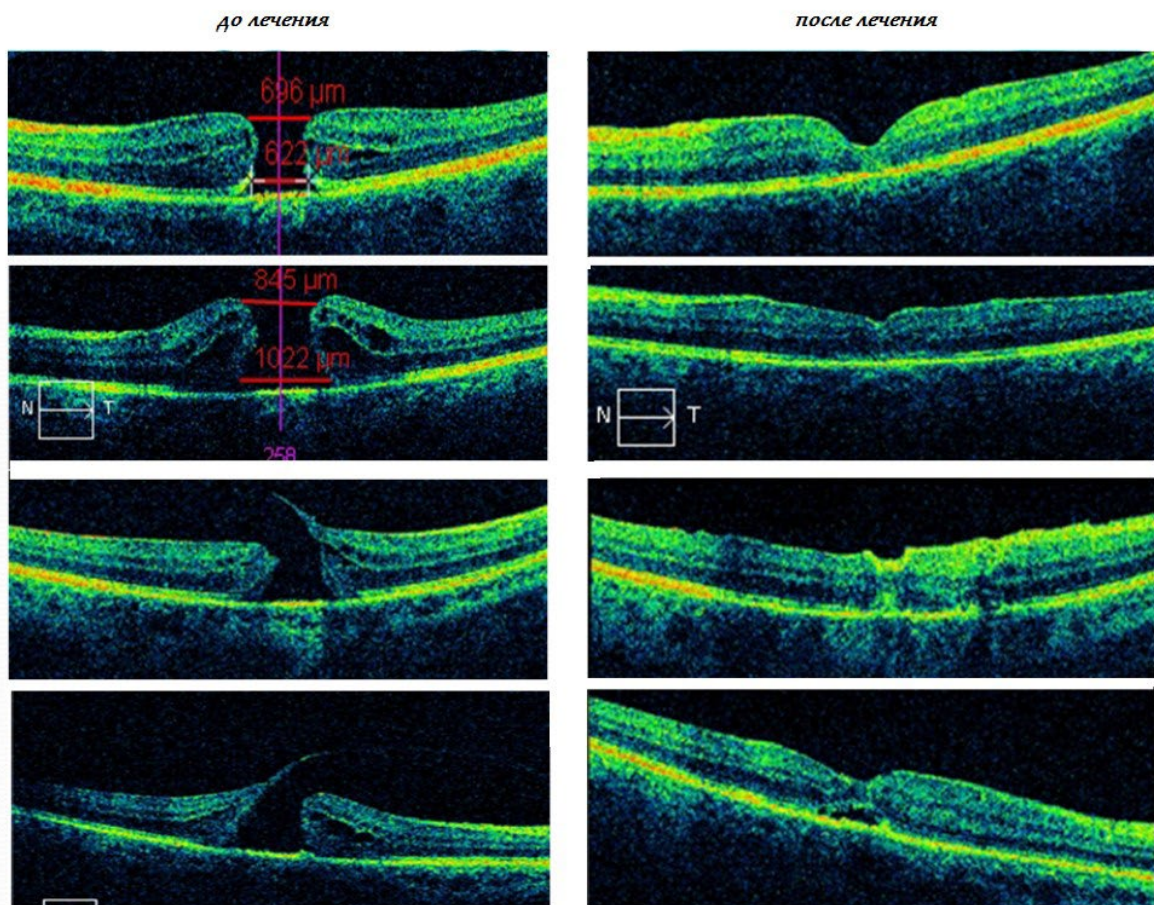 до лечения
после лечения
696 µm
622 µm
845 µm
1022 µm
N T
N T
258